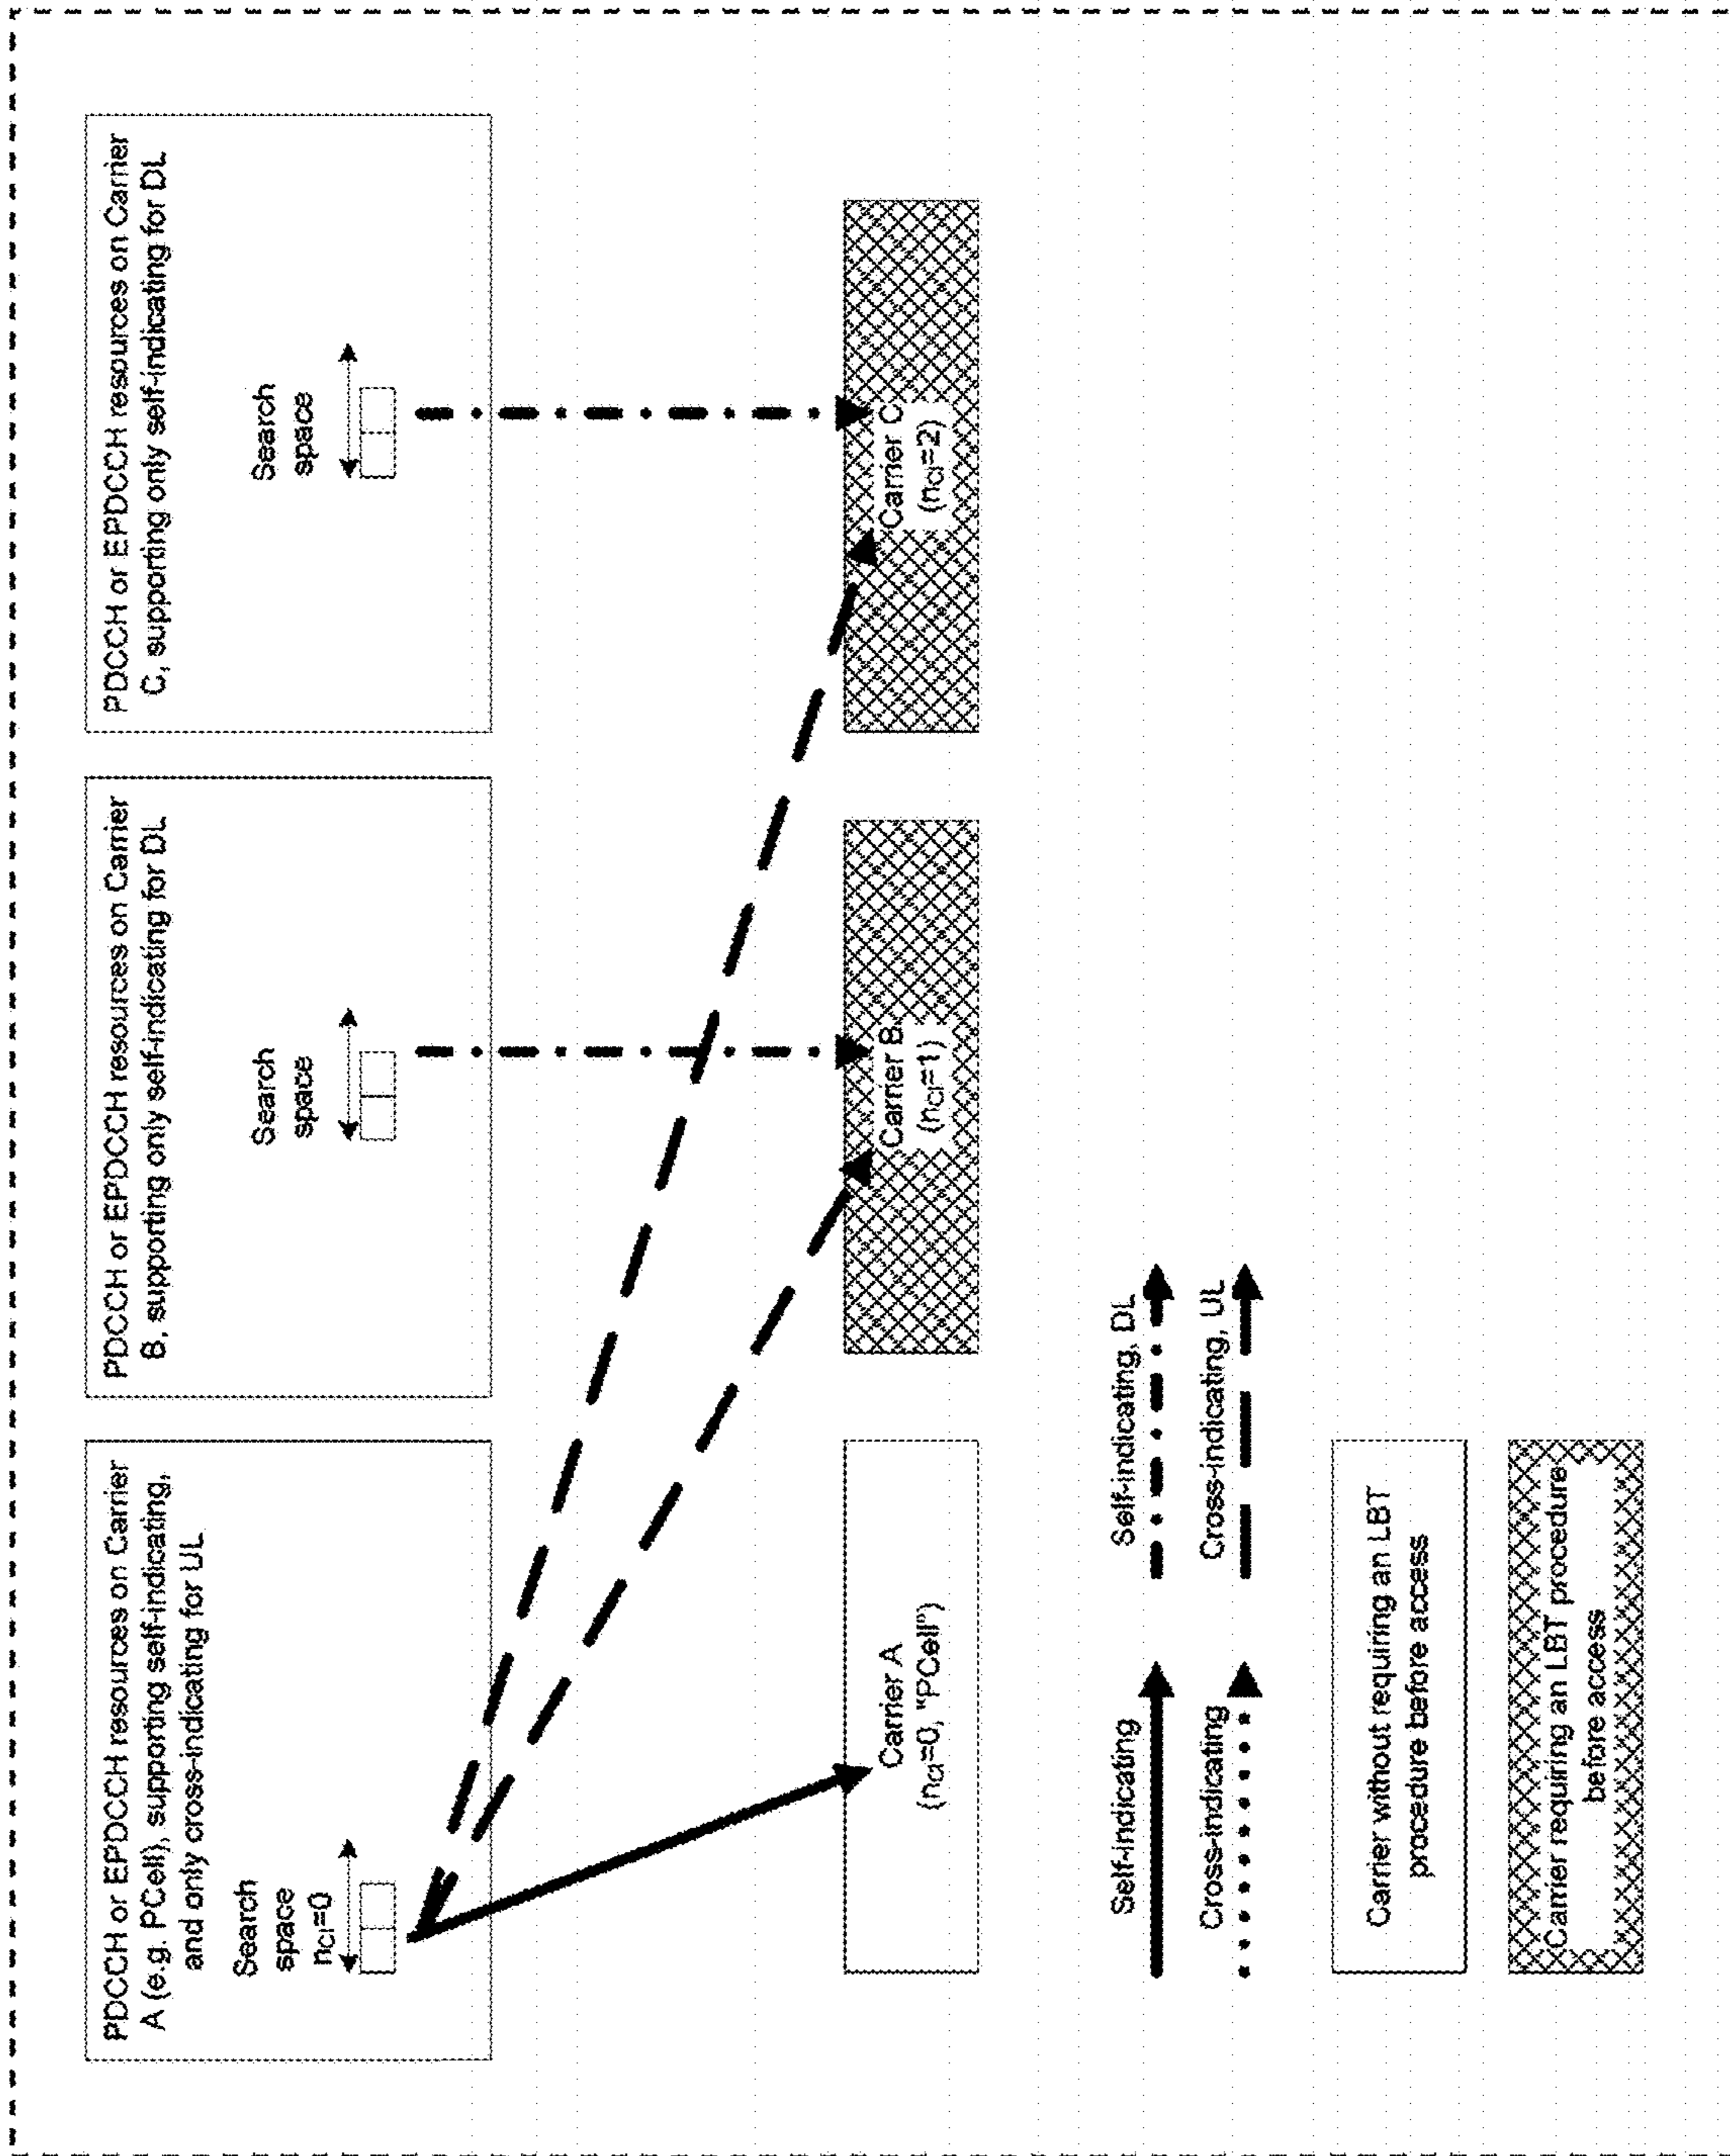 PDCCH or EPDCCH resources on Carrier
A (e.g. PCell), supporting self-indicating,
and only cross-indicating for UL
Search
space
nCI=0
PDCCH or EPDCCH resources on Carrier
B, supporting only self-indicating for DL
Search
space
PDCCH or EPDCCH resources on Carrier
C, supporting only self-indicating for DL
Search
space
Carrier A
(nCI=0, "PCell")
Carrier B
(nCI=1)
Carrier C
(nCI=2)
Self-indicating
Self-indicating, DL
Cross-indicating
Cross-indicating, UL
Carrier without requiring an LBT
procedure before access
Carrier requiring an LBT procedure
before access